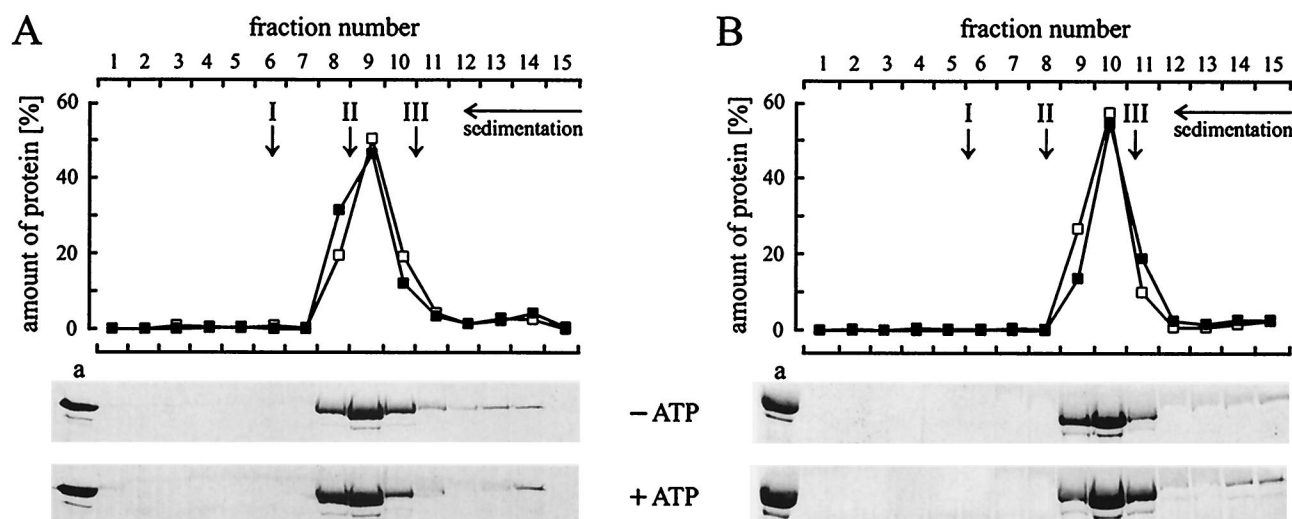 A
fraction number
1 2 3 4 5 6 7 8 9 10 11 12 13 14 15
60
40
20
0
amount of protein [%]
I II III
sedimentation
a
B
fraction number
1 2 3 4 5 6 7 8 9 10 11 12 13 14 15
60
40
20
0
amount of protein [%]
I II III
sedimentation
a
– ATP
+ ATP